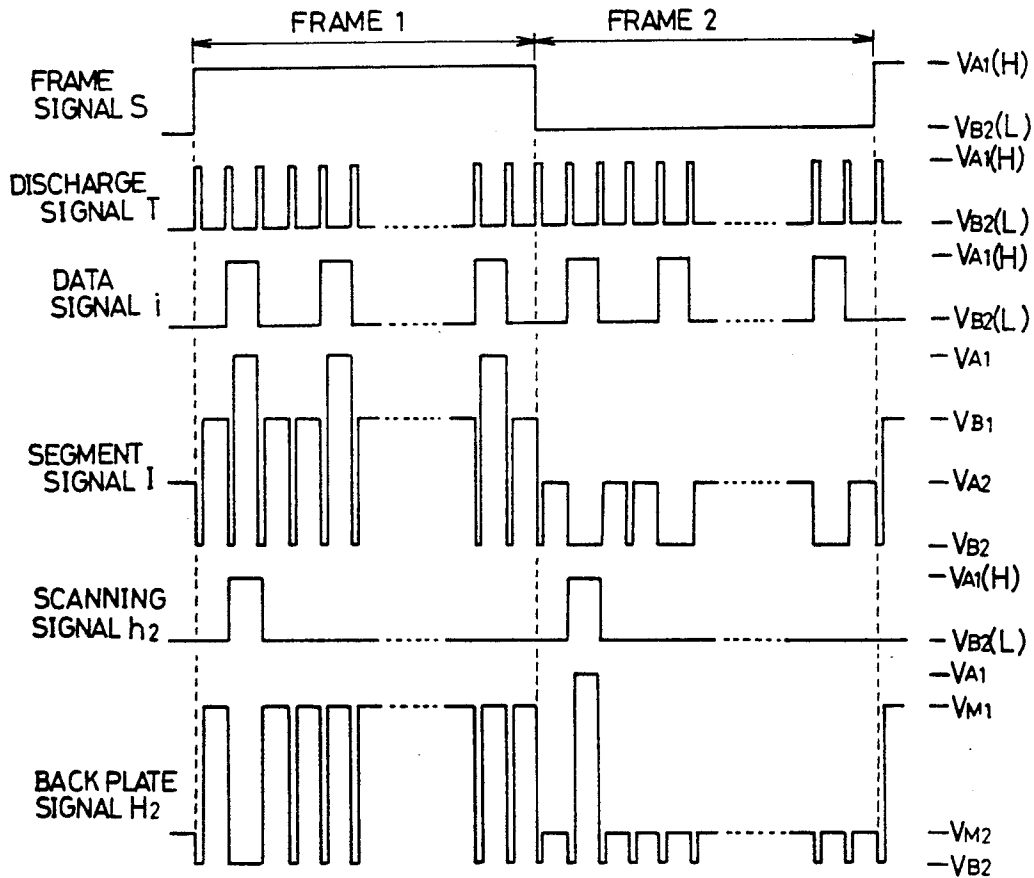 FRAME 1
FRAME 2
FRAME
SIGNAL S
VA1(H)
VB2(L)
DISCHARGE
SIGNAL T
VA1(H)
VB2(L)
DATA
SIGNAL i
VA1(H)
VB2(L)
SEGMENT
SIGNAL I
VA1
VB1
VA2
VB2
SCANNING
SIGNAL h2
VA1(H)
VB2(L)
BACK PLATE
SIGNAL H2
VA1
VM1
VM2
VB2